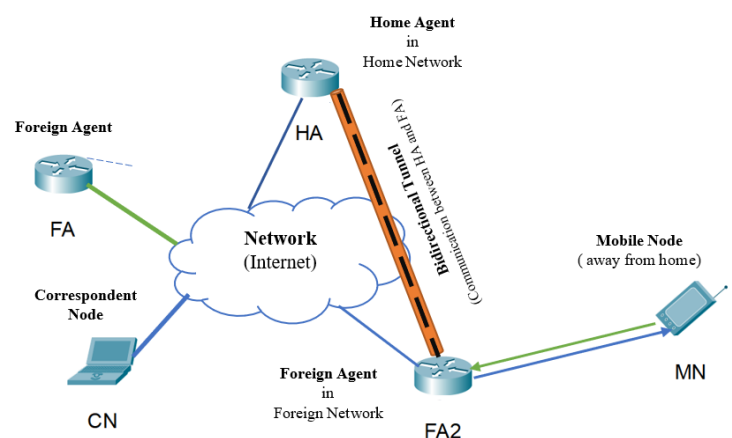 Home Agent
in
Home Network
HA
Foreign Agent
FA
Bidirectional Tunnel
(Communication between HA and FA)
Network
(Internet)
Mobile Node
( away from home)
MN
Correspondent
Node
CN
Foreign Agent
in
Foreign Network
FA2